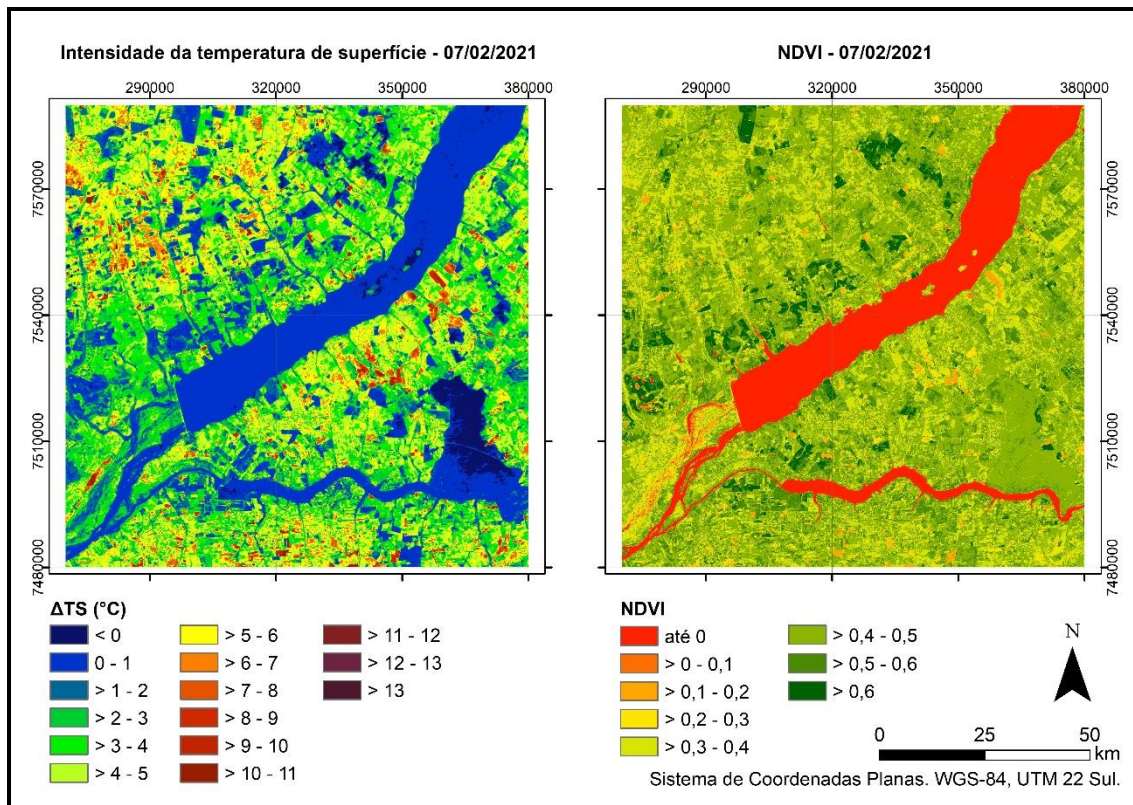 Intensidade da temperatura de superfície - 07/02/2021
290000 320000 350000 380000
7570000
7540000
7510000
7480000
NDVI - 07/02/2021
290000 320000 350000 380000
7570000
7540000
7510000
7480000
ΔTS (°C)
< 0
0 - 1
> 1 - 2
> 2 - 3
> 3 - 4
> 4 - 5
> 5 - 6
> 6 - 7
> 7 - 8
> 8 - 9
> 9 - 10
> 10 - 11
> 11 - 12
> 12 - 13
> 13
NDVI
até 0
> 0 - 0,1
> 0,1 - 0,2
> 0,2 - 0,3
> 0,3 - 0,4
> 0,4 - 0,5
> 0,5 - 0,6
> 0,6
N
0 25 50
km
Sistema de Coordenadas Planas. WGS-84, UTM 22 Sul.